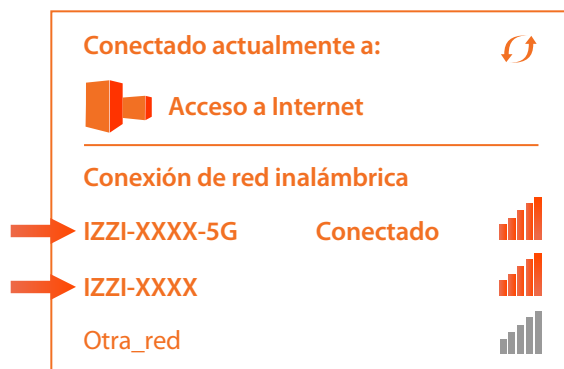 Conectado actualmente a:
Acceso a Internet
Conexión de red inalámbrica
IZZI-XXXX-5G Conectado
IZZI-XXXX
Otra_red